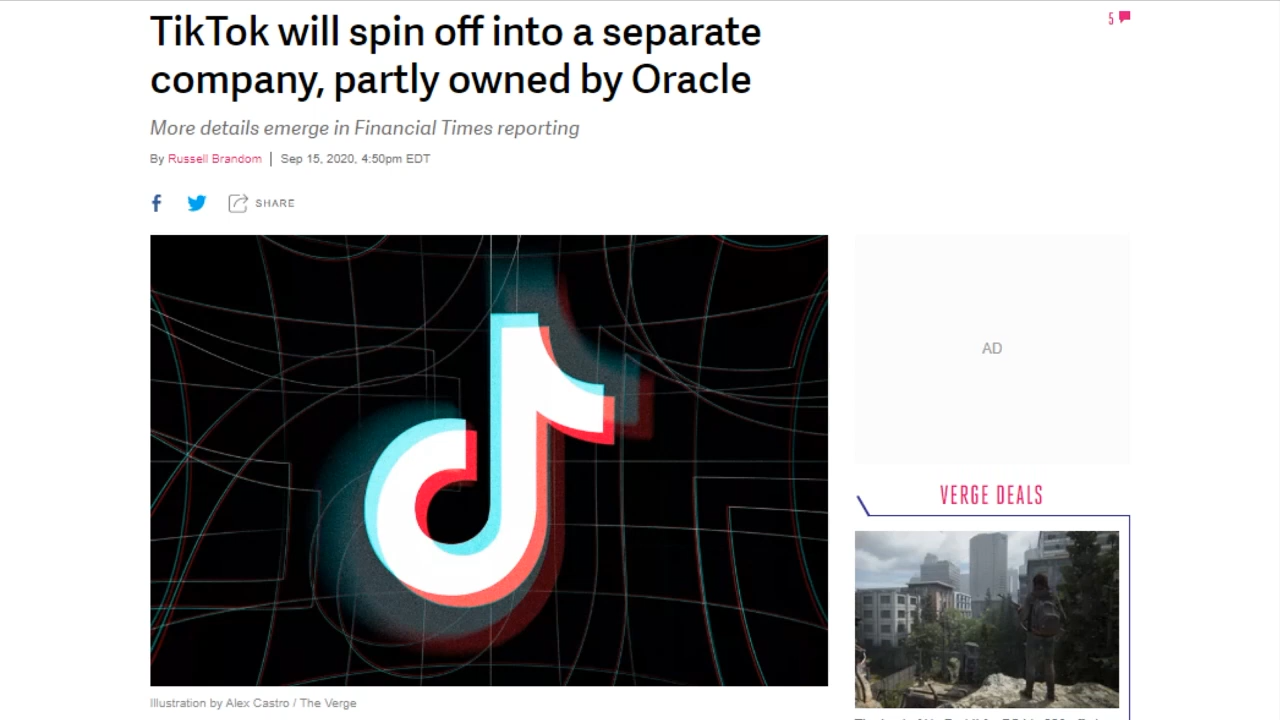 TikTok will spin off into a separate
company, partly owned by Oracle
5
More details emerge in Financial Times reporting
By Russell Brandom | Sep 15, 2020, 4:50pm EDT
SHARE
AD
VERGE DEALS
Illustration by Alex Castro / The Verge